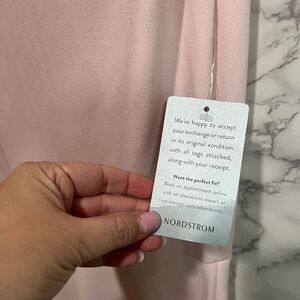 We're happy to accept
your exchange or return
in its original condition
with all tags attached,
along with your receipt.
Want the perfect fit?
Book an appointment online
with an alterations expert at
nordstrom.com/alterations.
NORDSTROM